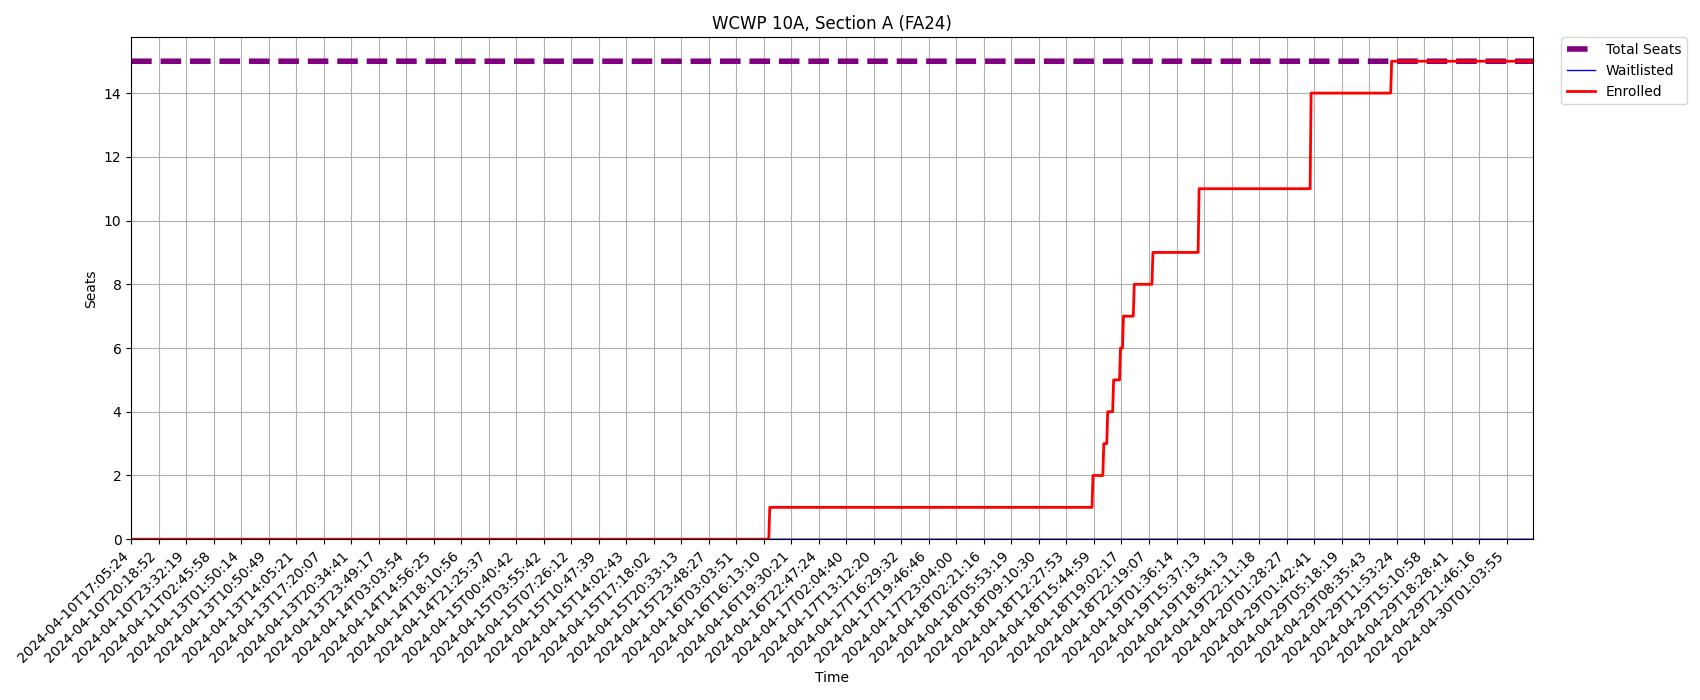 WCWP 10A, Section A (FA24)
Total Seats
Waitlisted
Enrolled
14
12
10
8
6
4
2
0
Seats
2024-04-10T17:05:24
2024-04-10T20:18:52
2024-04-10T23:32:19
2024-04-11T02:45:58
2024-04-13T01:50:14
2024-04-13T10:50:49
2024-04-13T14:05:21
2024-04-13T17:20:07
2024-04-13T20:34:41
2024-04-13T23:49:17
2024-04-14T03:03:54
2024-04-14T14:56:25
2024-04-14T18:10:56
2024-04-14T21:25:37
2024-04-15T00:40:42
2024-04-15T03:55:42
2024-04-15T07:26:12
2024-04-15T10:47:39
2024-04-15T14:02:43
2024-04-15T17:18:02
2024-04-15T20:33:13
2024-04-15T23:48:27
2024-04-16T03:03:51
2024-04-16T16:13:10
2024-04-16T19:30:21
2024-04-16T22:47:24
2024-04-17T02:04:40
2024-04-17T13:12:20
2024-04-17T16:29:32
2024-04-17T19:46:46
2024-04-17T23:04:00
2024-04-18T02:21:16
2024-04-18T05:53:19
2024-04-18T09:10:30
2024-04-18T12:27:53
2024-04-18T15:44:59
2024-04-18T19:02:17
2024-04-18T22:19:07
2024-04-19T01:36:14
2024-04-19T15:37:13
2024-04-19T18:54:13
2024-04-19T22:11:18
2024-04-20T01:28:27
2024-04-29T01:42:41
2024-04-29T05:18:19
2024-04-29T08:35:43
2024-04-29T11:53:24
2024-04-29T15:10:58
2024-04-29T18:28:41
2024-04-29T21:46:16
2024-04-30T01:03:55
Time